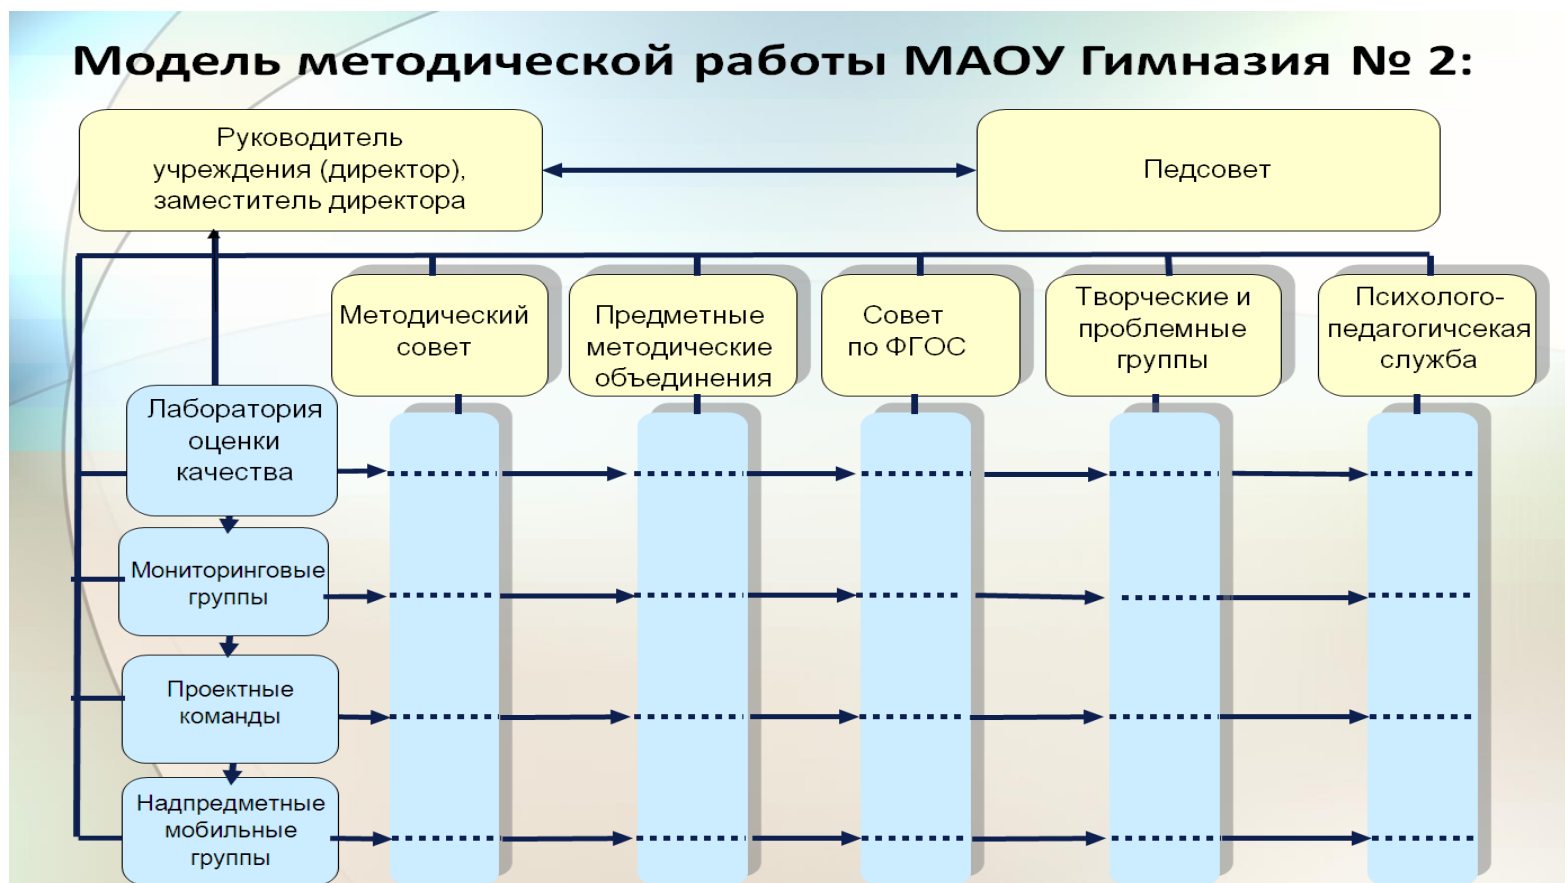 Модель методической работы МАОУ Гимназия № 2:
Руководитель
учреждения (директор),
заместитель директора
Педсовет
Методический
совет
Предметные
методические
объединения
Совет
по ФГОС
Творческие и
проблемные
группы
Психолого-
педагогичсекая
служба
Лаборатория
оценки
качества
Мониторинговые
группы
Проектные
команды
Надпредметные
мобильные
группы